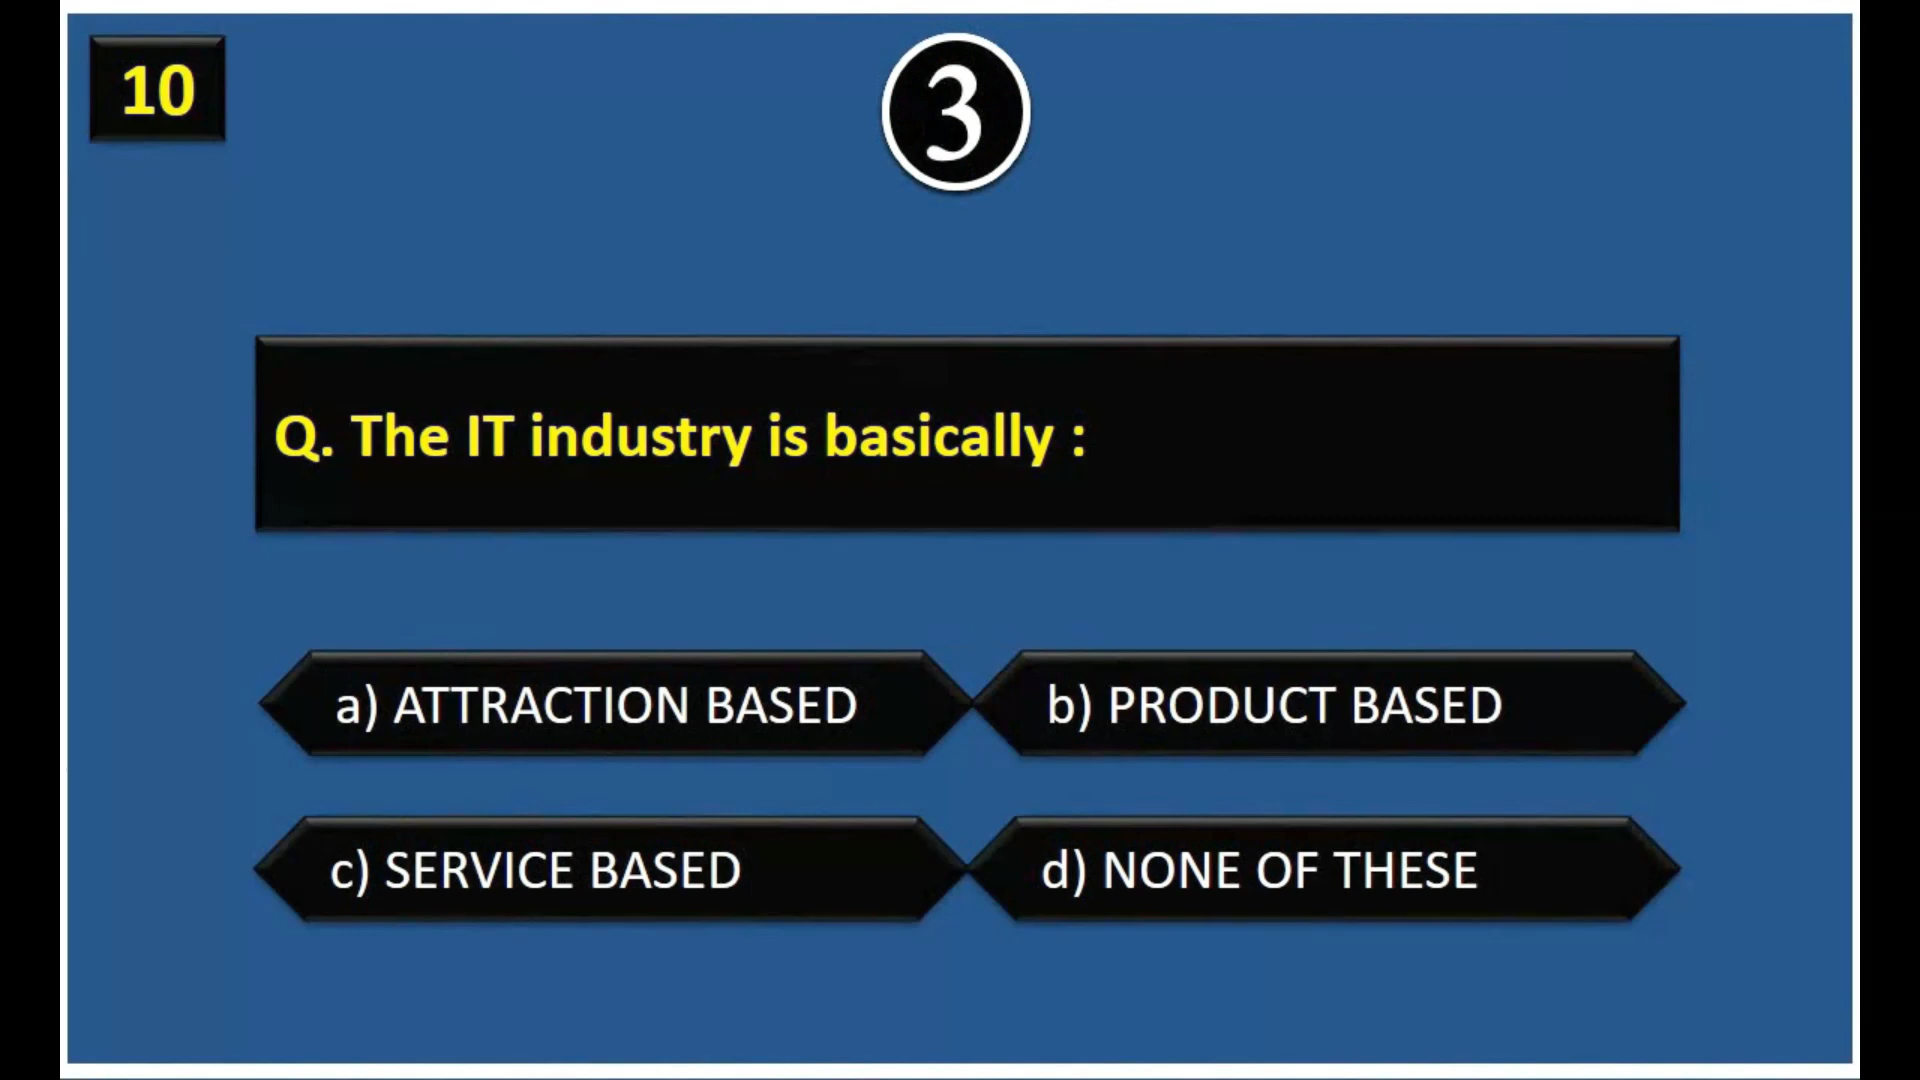 10
3
Q. The IT industry is basically :
a) ATTRACTION BASED
b) PRODUCT BASED
c) SERVICE BASED
d) NONE OF THESE